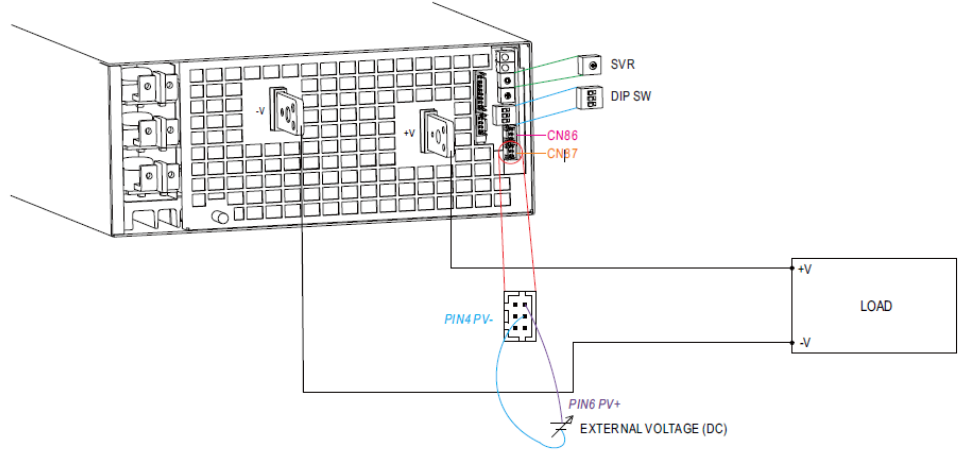 SVR
DIP SW
-V
+V
CN86
CN87
+V
LOAD
-V
PIN4 PV-
PIN6 PV+
EXTERNAL VOLTAGE (DC)